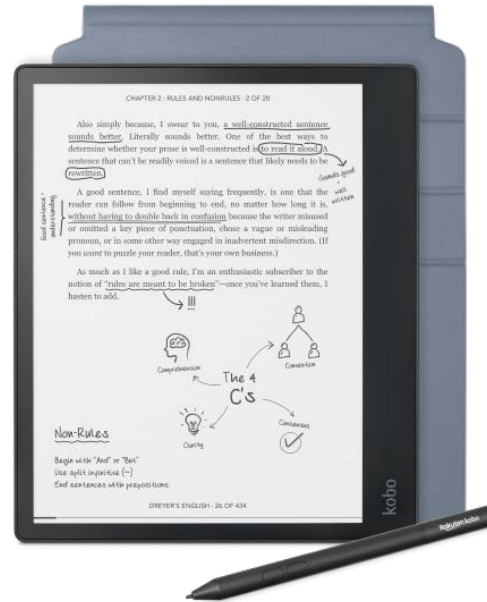 CHAPTER 2 : RULES AND NONRULES · 2 OF 20
Also simply because, I swear to you, a well-constructed sentence
sounds better. Literally sounds better. One of the best ways to
determine whether your prose is well-constructed is to read it aloud. A
sentence that can't be readily voiced is a sentence that likely needs to be
rewritten.
Sounds good
=
well
written
A good sentence, I find myself saying frequently, is one that the
reader can follow from beginning to end, no matter how long it is,
without having to double back in confusion because the writer misused
or omitted a key piece of punctuation, chose a vague or misleading
pronoun, or in some other way engaged in inadvertent misdirection. (If
you want to puzzle your reader, that's your own business.)
Good sentence =
understanding
As much as I like a good rule, I'm an enthusiastic subscriber to the
notion of "rules are meant to be broken"—once you've learned them, I
hasten to add.
!!!
Comprehension
Convention
The 4
C's
Clarity
Consensus
Non-Rules
Begin with "And" or "But"
Use split infinitive (—)
End sentences with prepositions
DREYER'S ENGLISH · 26 OF 434
kobo
Rakuten kobo